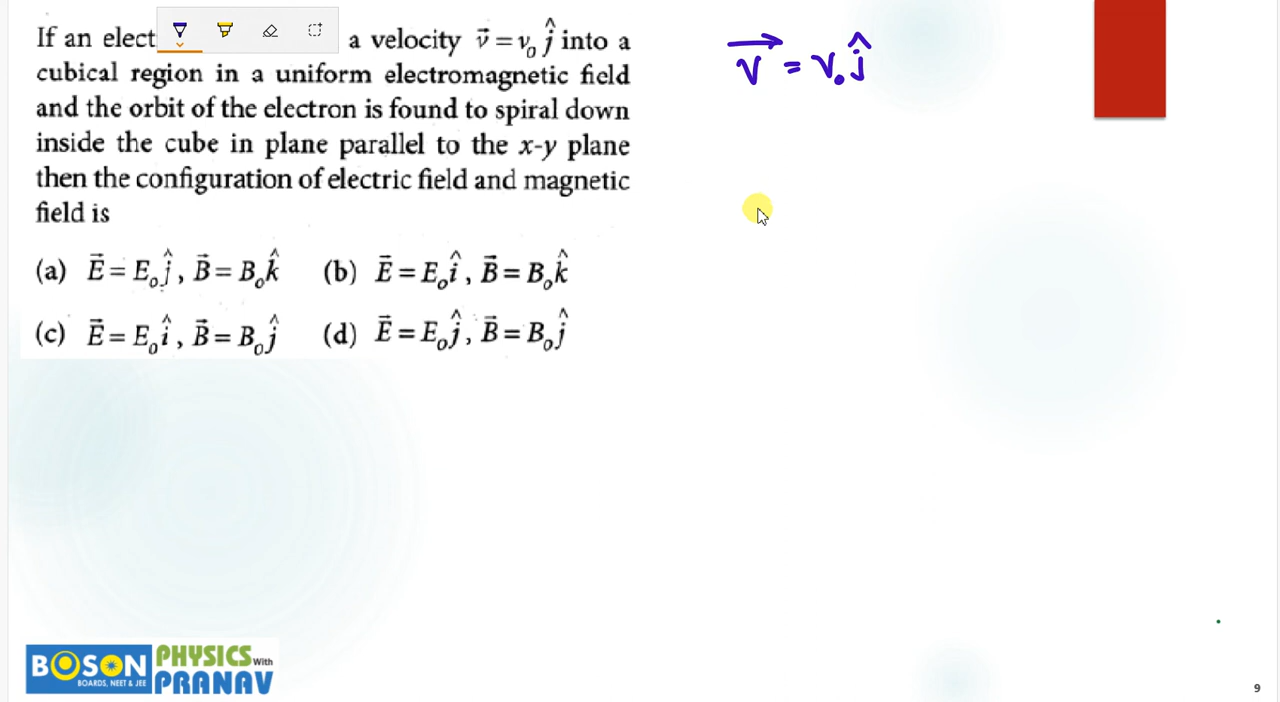 If an elect a velocity v⃗ = v₀ ĵ into a
cubical region in a uniform electromagnetic field
and the orbit of the electron is found to spiral down
inside the cube in plane parallel to the x-y plane
then the configuration of electric field and magnetic
field is
(a) E⃗ = E₀ ĵ, B⃗ = B₀ k̂ (b) E⃗ = E₀ î, B⃗ = B₀ k̂
(c) E⃗ = E₀ î, B⃗ = B₀ ĵ (d) E⃗ = E₀ ĵ, B⃗ = B₀ ĵ
v⃗ = v₀ ĵ
BOSON PHYSICS With
BOARDS, NEET & JEE PRANAV
9